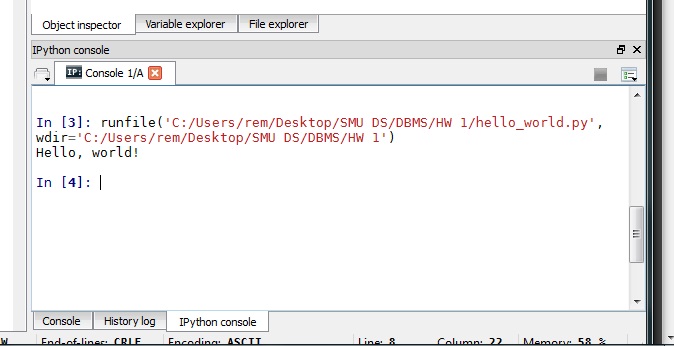 Object inspector Variable explorer File explorer
IPython console
IP: Console 1/A
In [3]: runfile('C:/Users/rem/Desktop/SMU DS/DBMS/HW 1/hello_world.py',
wdir='C:/Users/rem/Desktop/SMU DS/DBMS/HW 1')
Hello, world!
In [4]:
Console History log IPython console
W End-of-lines: CRLF Encoding: ASCII Line: 8 Column: 22 Memory: 58 %